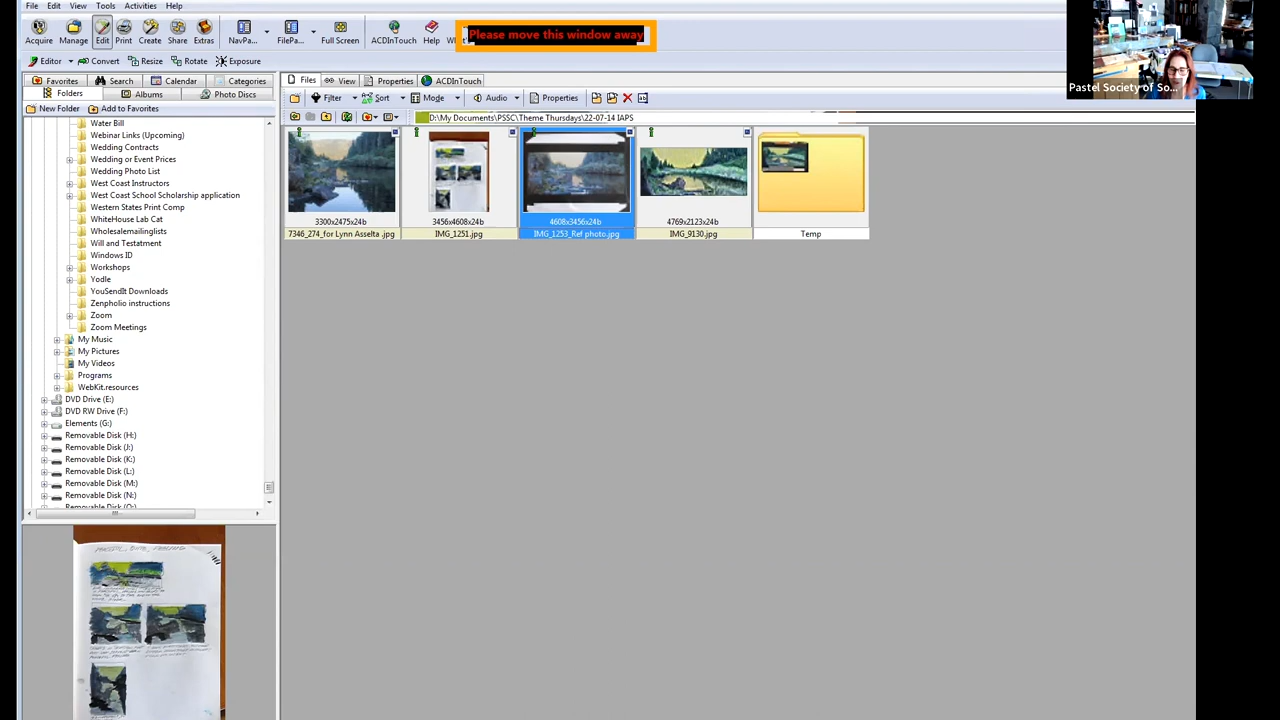 File Edit View Tools Activities Help
Acquire Manage Edit Print Create Share Extras NavPa... FilePa... Full Screen ACDInTouch Help
Please move this window away
Editor Convert Resize Rotate Exposure
Favorites Search Calendar Categories
Folders Albums Photo Discs
New Folder Add to Favorites
Water Bill
Webinar Links (Upcoming)
Wedding Contracts
Wedding or Event Prices
Wedding Photo List
West Coast Instructors
West Coast School Scholarship application
Western States Print Comp
WhiteHouse Lab Cat
Wholesalemailinglists
Will and Testatment
Windows ID
Workshops
Yodle
YouSendIt Downloads
Zenpholio instructions
Zoom
Zoom Meetings
My Music
My Pictures
My Videos
Programs
WebKit.resources
DVD Drive (E:)
DVD RW Drive (F:)
Elements (G:)
Removable Disk (H:)
Removable Disk (J:)
Removable Disk (K:)
Removable Disk (L:)
Removable Disk (M:)
Removable Disk (N:)
Removable Disk (O:)
Files View Properties ACDInTouch
Filter Sort Mode Audio Properties
D:\My Documents\PSSC\Theme Thursdays\22-07-14 IAPS
3300x2475x24b 3456x4608x24b 4608x3456x24b 4769x2123x24b
7346_274_for Lynn Asselta .jpg IMG_1251.jpg IMG_1253_Ref photo.jpg IMG_9130.jpg Temp
Pastel Society of So...